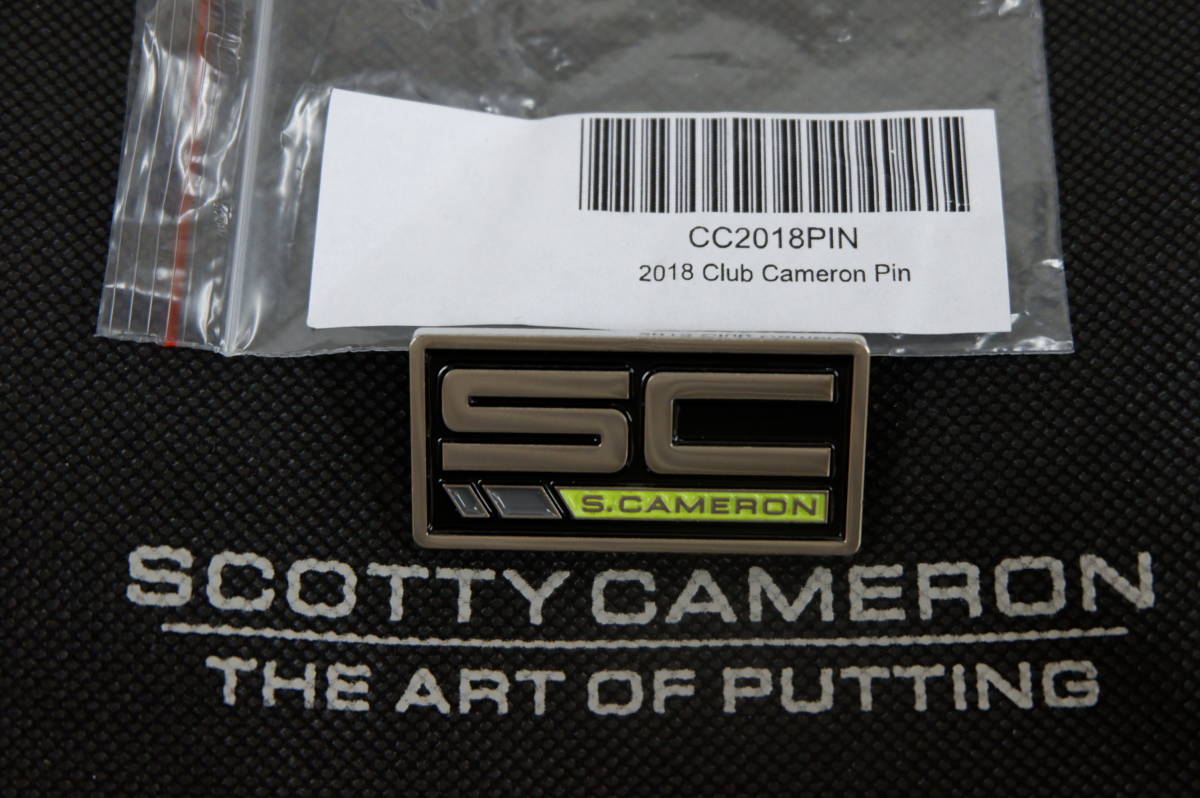 CC2018PIN
2018 Club Cameron Pin
SC
S.CAMERON
SCOTTY CAMERON
THE ART OF PUTTING